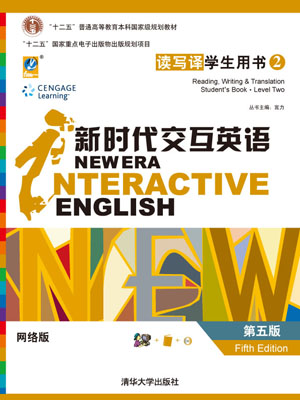 “十二五”普通高等教育本科国家级规划教材
“十二五”国家重点电子出版物出版规划项目
读写译学生用书 2
CENGAGE
Learning™
Reading, Writing & Translation
Student's Book · Level Two
丛书主编：宫力
新时代交互英语
NEW ERA
INTERACTIVE
ENGLISH
NEW
网络版
第五版
Fifth Edition
清华大学出版社